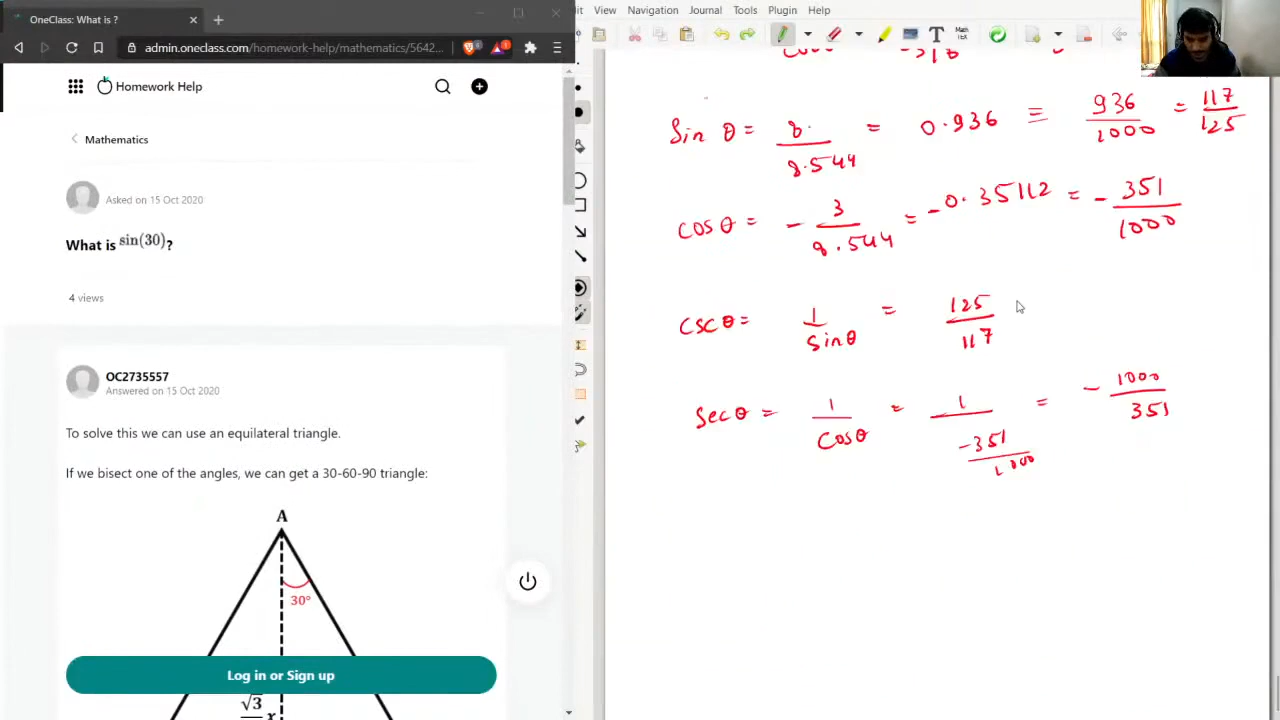 OneClass: What is ?
admin.oneclass.com/homework-help/mathematics/5642...
Homework Help
Mathematics
Asked on 15 Oct 2020
What is sin(30)?
4 views
OC2735557
Answered on 15 Oct 2020
To solve this we can use an equilateral triangle.
If we bisect one of the angles, we can get a 30-60-90 triangle:
A
30°
Log in or Sign up
√3
x
View Navigation Journal Tools Plugin Help
T
Sin θ = 8. / 8.544 = 0.936 = 936 / 1000 = 117 / 125
cos θ = - 3 / 8.544 = - 0.35112 = - 351 / 1000
csc θ = 1 / sin θ = 125 / 117
Sec θ = 1 / Cos θ = 1 / -351 / 1000 = - 1000 / 351